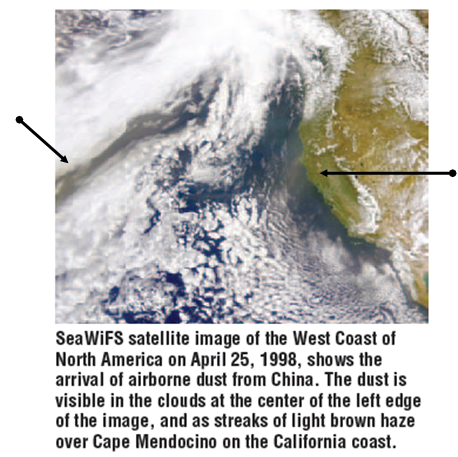 SeaWiFS satellite image of the West Coast of
North America on April 25, 1998, shows the
arrival of airborne dust from China. The dust is
visible in the clouds at the center of the left edge
of the image, and as streaks of light brown haze
over Cape Mendocino on the California coast.